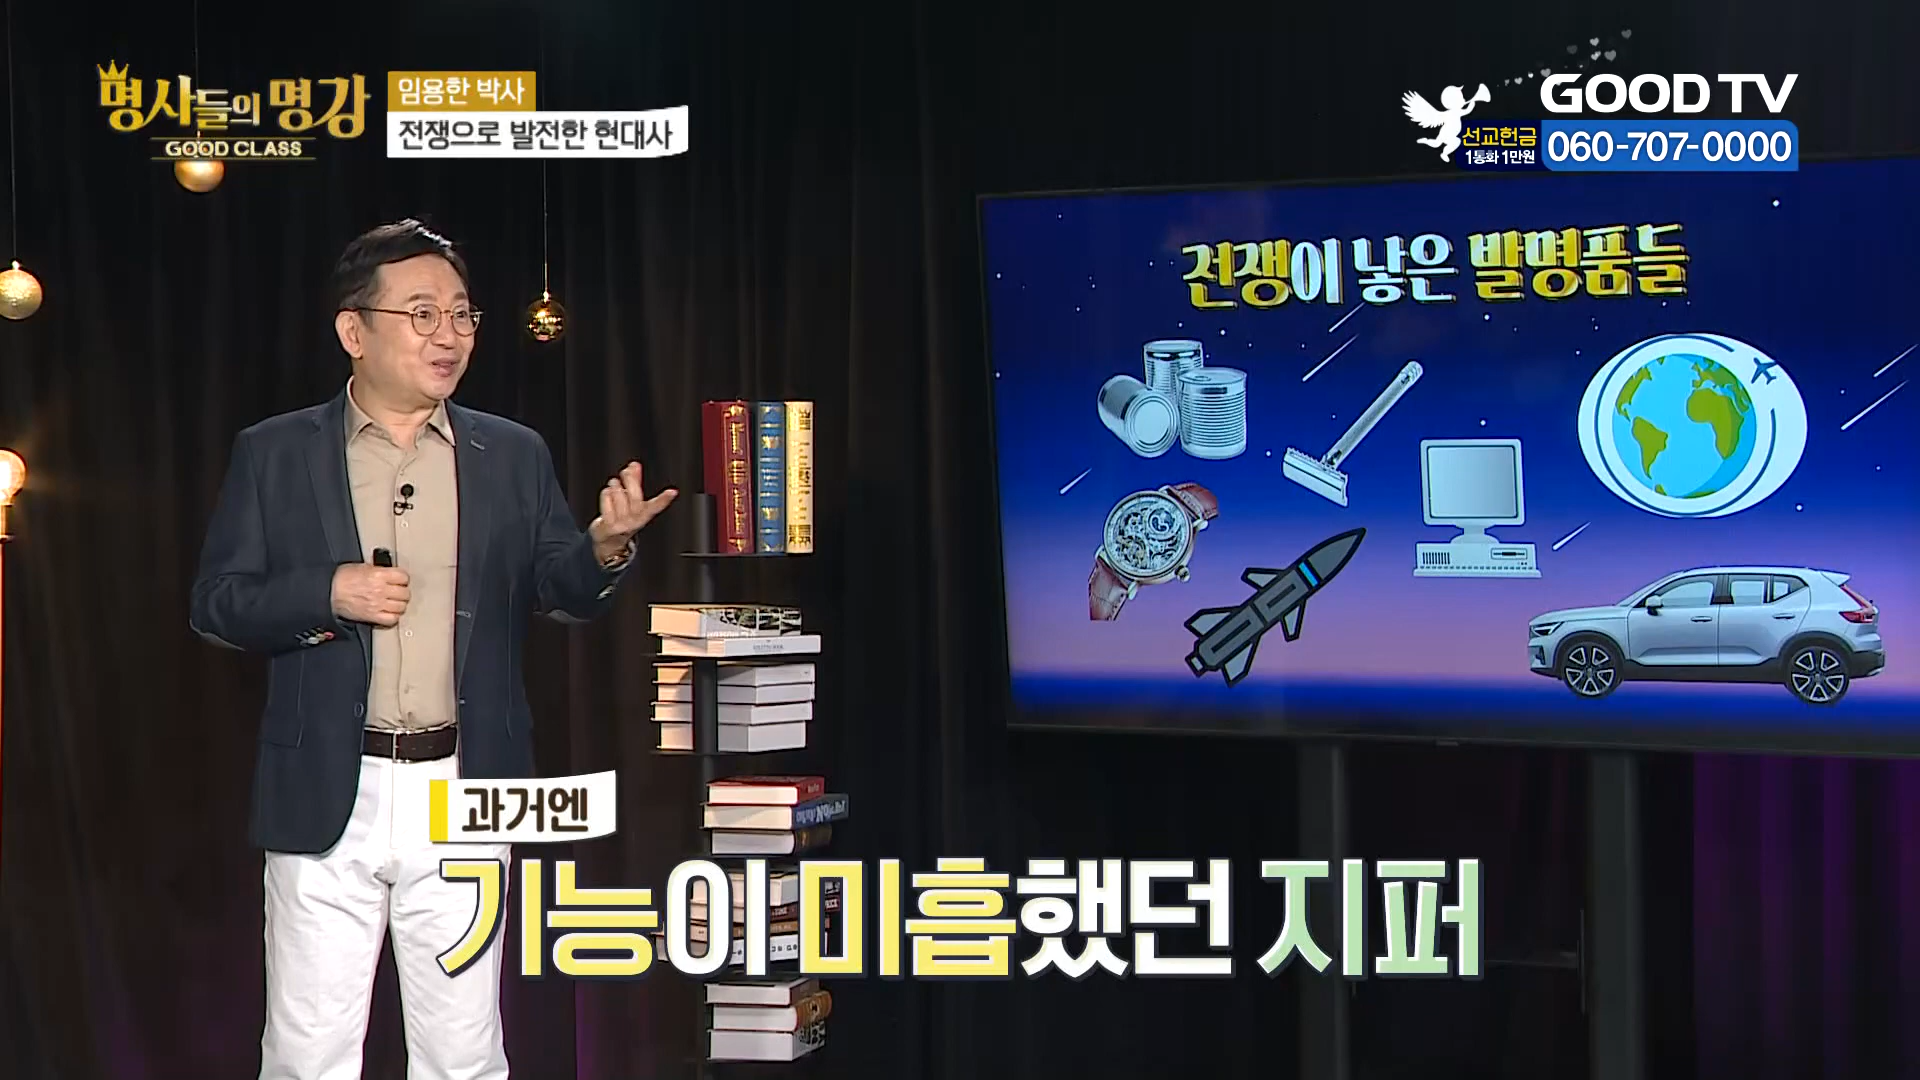 명사들의 명강
GOOD CLASS
임용한 박사
전쟁으로 발전한 현대사
GOOD TV
선교헌금
1통화 1만원
060-707-0000
전쟁이 낳은 발명품들
과거엔
기능이 미흡했던 지퍼